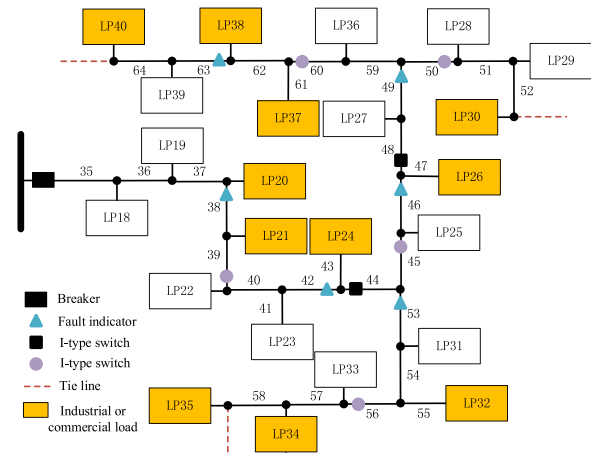 LP40
LP38
LP36
LP28
64
63
62
60
59
50
51
LP29
LP39
61
49
52
LP37
LP27
LP30
LP19
48
47
35
36
37
LP20
LP26
38
46
LP18
LP21
LP24
LP25
39
43
45
LP22
40
42
44
41
53
Breaker
Fault indicator
LP23
LP31
I-type switch
54
I-type switch
LP33
Tie line
58
57
56
55
LP35
LP32
Industrial or
commercial load
LP34